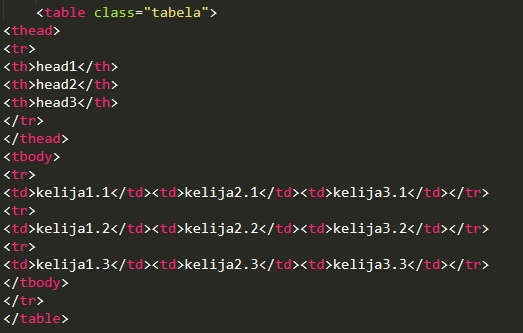 <table class="tabela">
<thead>
<tr>
<th>head1</th>
<th>head2</th>
<th>head3</th>
</tr>
</thead>
<tbody>
<tr>
<td>kelija1.1</td><td>kelija2.1</td><td>kelija3.1</td></tr>
<tr>
<td>kelija1.2</td><td>kelija2.2</td><td>kelija3.2</td></tr>
<tr>
<td>kelija1.3</td><td>kelija2.3</td><td>kelija3.3</td></tr>
</tbody>
</tr>
</table>